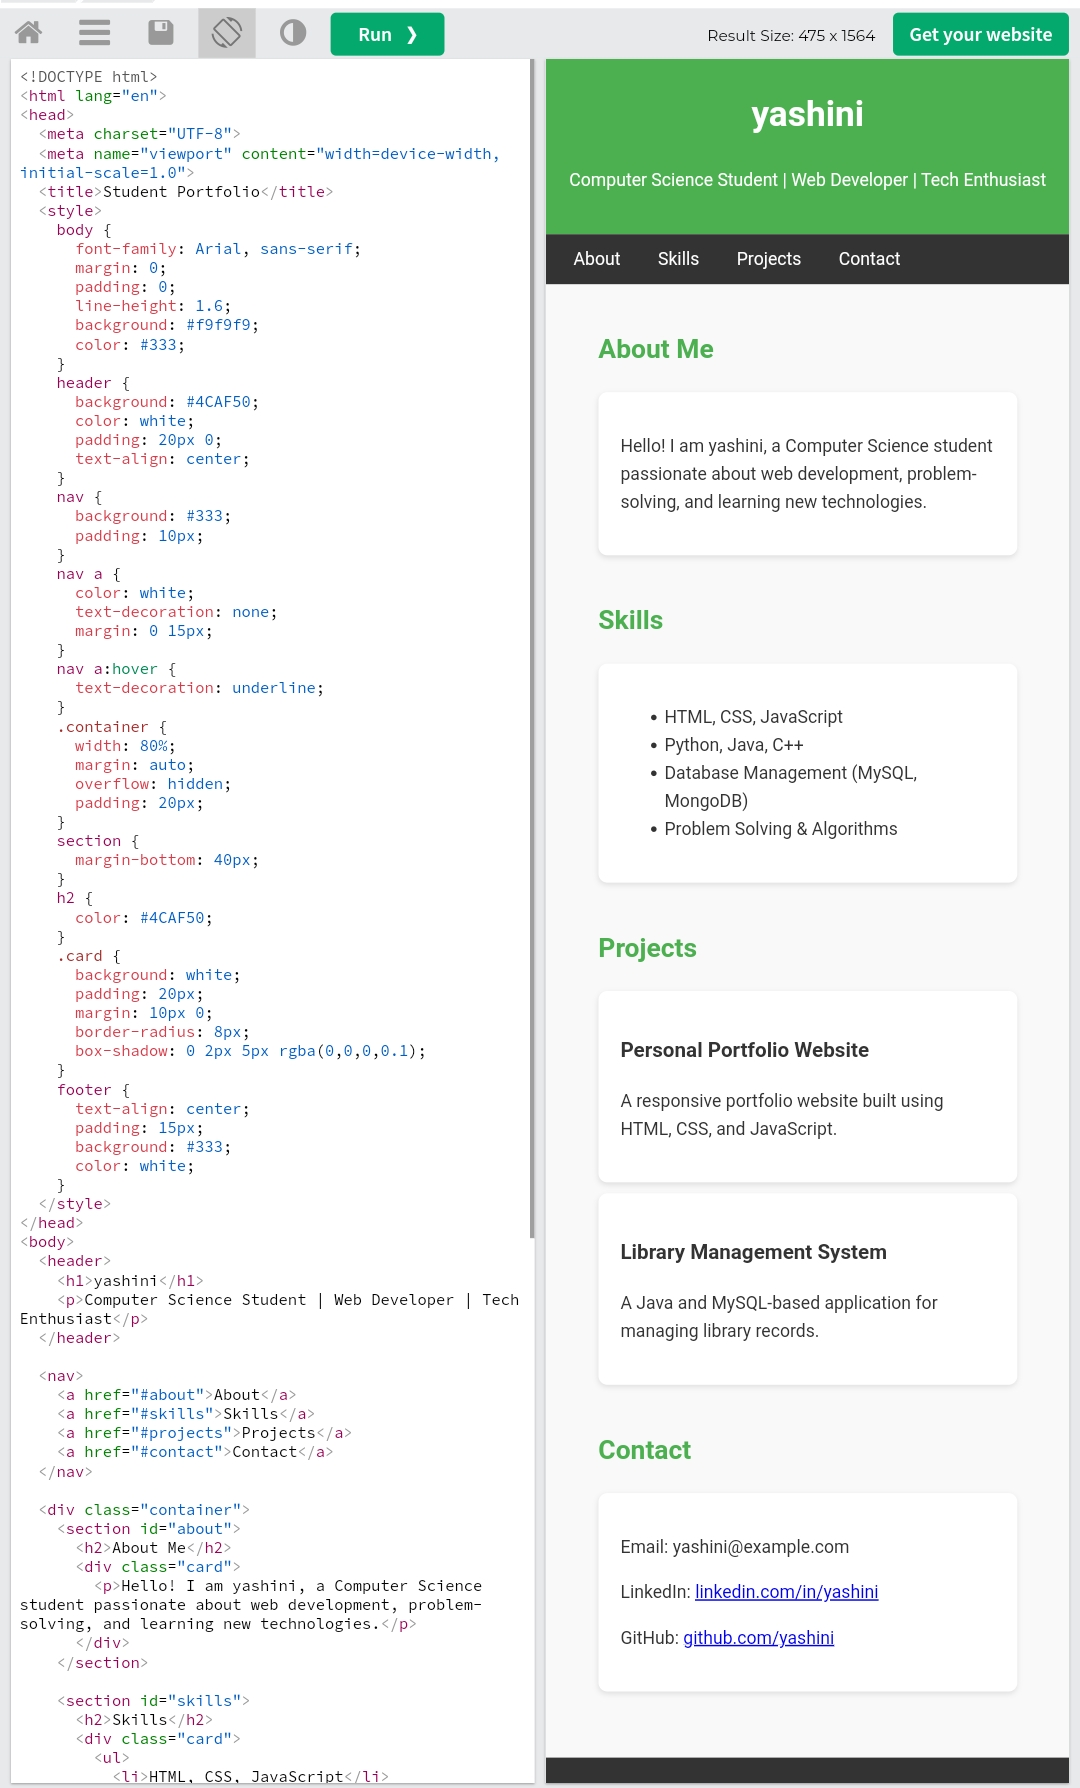 Run ❯
Result Size: 475 x 1564
Get your website
<!DOCTYPE html>
<html lang="en">
<head>
  <meta charset="UTF-8">
  <meta name="viewport" content="width=device-width,
initial-scale=1.0">
  <title>Student Portfolio</title>
  <style>
    body {
      font-family: Arial, sans-serif;
      margin: 0;
      padding: 0;
      line-height: 1.6;
      background: #f9f9f9;
      color: #333;
    }
    header {
      background: #4CAF50;
      color: white;
      padding: 20px 0;
      text-align: center;
    }
    nav {
      background: #333;
      padding: 10px;
    }
    nav a {
      color: white;
      text-decoration: none;
      margin: 0 15px;
    }
    nav a:hover {
      text-decoration: underline;
    }
    .container {
      width: 80%;
      margin: auto;
      overflow: hidden;
      padding: 20px;
    }
    section {
      margin-bottom: 40px;
    }
    h2 {
      color: #4CAF50;
    }
    .card {
      background: white;
      padding: 20px;
      margin: 10px 0;
      border-radius: 8px;
      box-shadow: 0 2px 5px rgba(0,0,0,0.1);
    }
    footer {
      text-align: center;
      padding: 15px;
      background: #333;
      color: white;
    }
  </style>
</head>
<body>
  <header>
    <h1>yashini</h1>
    <p>Computer Science Student | Web Developer | Tech
Enthusiast</p>
  </header>

  <nav>
    <a href="#about">About</a>
    <a href="#skills">Skills</a>
    <a href="#projects">Projects</a>
    <a href="#contact">Contact</a>
  </nav>

  <div class="container">
    <section id="about">
      <h2>About Me</h2>
      <div class="card">
        <p>Hello! I am yashini, a Computer Science
student passionate about web development, problem-
solving, and learning new technologies.</p>
      </div>
    </section>

    <section id="skills">
      <h2>Skills</h2>
      <div class="card">
        <ul>
          <li>HTML, CSS, JavaScript</li>
yashini
Computer Science Student | Web Developer | Tech Enthusiast
About Skills Projects Contact
About Me
Hello! I am yashini, a Computer Science student
passionate about web development, problem-
solving, and learning new technologies.
Skills
• HTML, CSS, JavaScript
• Python, Java, C++
• Database Management (MySQL,
MongoDB)
• Problem Solving & Algorithms
Projects
Personal Portfolio Website
A responsive portfolio website built using
HTML, CSS, and JavaScript.
Library Management System
A Java and MySQL-based application for
managing library records.
Contact
Email: yashini@example.com
LinkedIn: linkedin.com/in/yashini
GitHub: github.com/yashini